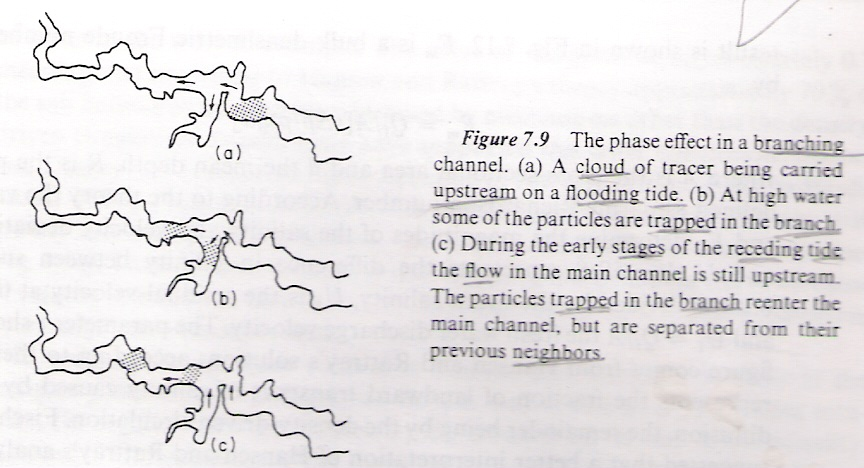 (a)
(b)
(c)
Figure 7.9 The phase effect in a branching
channel. (a) A cloud of tracer being carried
upstream on a flooding tide. (b) At high water
some of the particles are trapped in the branch.
(c) During the early stages of the receding tide
the flow in the main channel is still upstream.
The particles trapped in the branch reenter the
main channel, but are separated from their
previous neighbors.